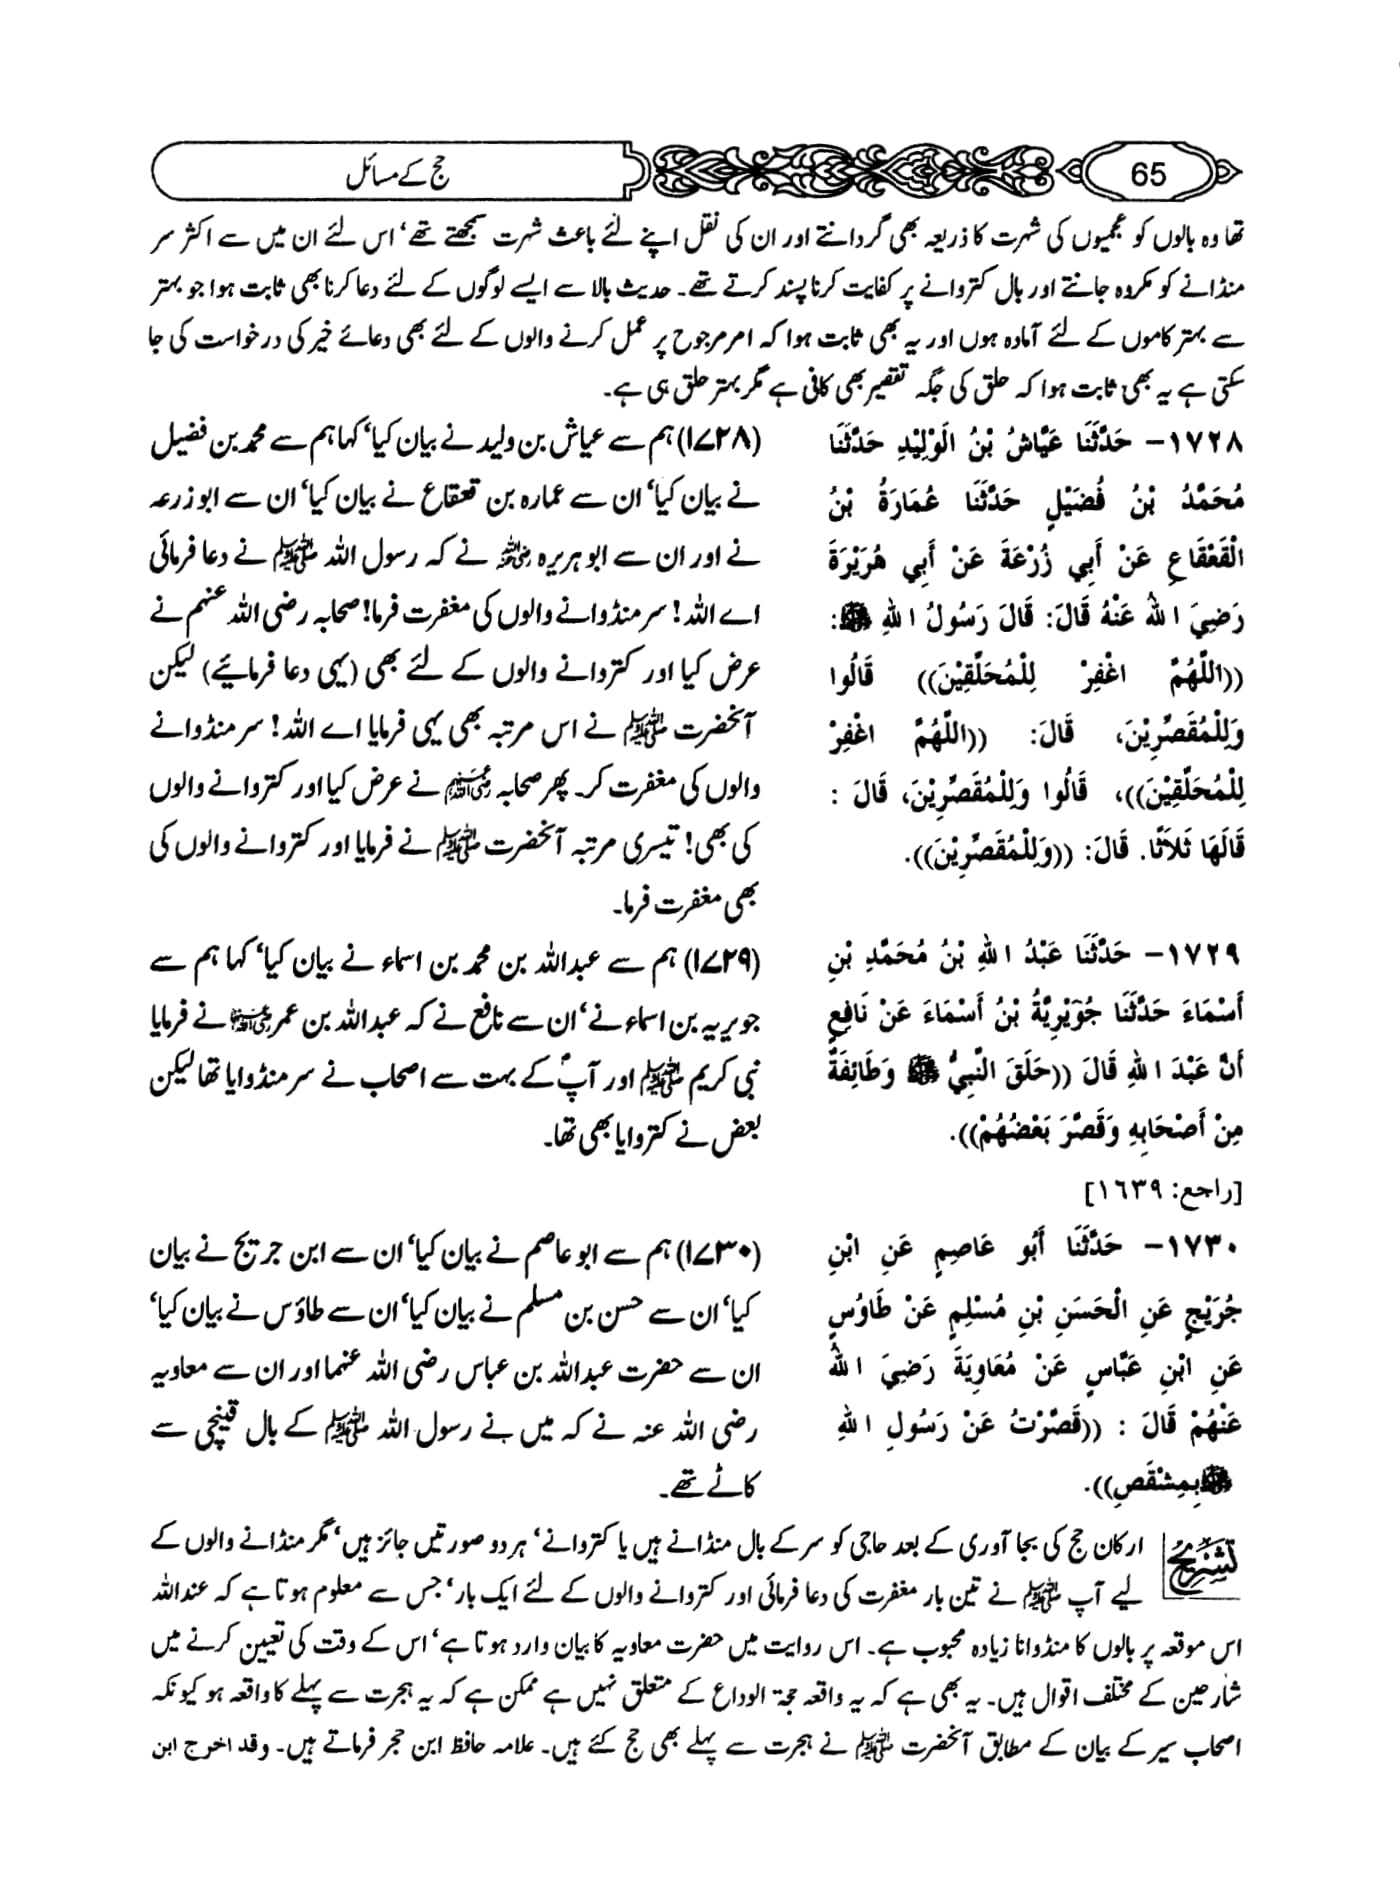 حج کے مسائل
65
تھا وہ بالوں کو عجمیوں کی شہرت کا ذریعہ بھی گردانتے اور ان کی نقل اپنے لئے باعث شہرت سمجھتے تھے‘ اس لئے ان میں سے اکثر سر
منڈانے کو مکروہ جانتے اور بال کتروانے پر کفایت کرنا پسند کرتے تھے۔ حدیث بالا سے ایسے لوگوں کے لئے دعا کرنا بھی ثابت ہوا جو بہتر
سے بہتر کاموں کے لئے آمادہ ہوں اور یہ بھی ثابت ہوا کہ امر مرجوح پر عمل کرنے والوں کے لئے بھی دعائے خیر کی درخواست کی جا
سکتی ہے یہ بھی ثابت ہوا کہ حلق کی جگہ تقصیر بھی کافی ہے مگر بہتر حلق ہی ہے۔
١٧٢٨– حَدَّثَنَا عَيَّاشُ بْنُ الْوَلِيْدِ حَدَّثَنَا
مُحَمَّدُ بْنُ فُضَيْلٍ حَدَّثَنَا عُمَارَةُ بْنُ
الْقَعْقَاعِ عَنْ أَبِي زُرْعَةَ عَنْ أَبِي هُرَيْرَةَ
رَضِيَ اللهُ عَنْهُ قَالَ: قَالَ رَسُولُ اللهِ ﷺ:
((اللَّهُمَّ اغْفِرْ لِلْمُحَلِّقِيْنَ)) قَالُوا
وَلِلْمُقَصِّرِيْنَ، قَالَ: ((اللَّهُمَّ اغْفِرْ
لِلْمُحَلِّقِيْنَ))، قَالُوا وَلِلْمُقَصِّرِيْنَ، قَالَ :
قَالَهَا ثَلاَثًا. قَالَ: ((وَلِلْمُقَصِّرِيْنَ)).
(۱۷۲۸) ہم سے عیاش بن ولید نے بیان کیا‘ کہا ہم سے محمد بن فضیل
نے بیان کیا‘ ان سے عمارہ بن قعقاع نے بیان کیا‘ ان سے ابو زرعہ
نے اور ان سے ابو ہریرہ رضی اللہ عنہ نے کہ رسول اللہ ﷺ نے دعا فرمائی
اے اللہ! سر منڈوانے والوں کی مغفرت فرما! صحابہ رضی اللہ عنہم نے
عرض کیا اور کتروانے والوں کے لئے بھی (یہی دعا فرمائیے) لیکن
آنحضرت ﷺ نے اس مرتبہ بھی یہی فرمایا اے اللہ! سر منڈوانے
والوں کی مغفرت کر۔ پھر صحابہ رضی اللہ عنہم نے عرض کیا اور کتروانے والوں
کی بھی! تیسری مرتبہ آنحضرت ﷺ نے فرمایا اور کتروانے والوں کی
بھی مغفرت فرما۔
١٧٢٩– حَدَّثَنَا عَبْدُ اللهِ بْنُ مُحَمَّدِ بْنِ
أَسْمَاءَ حَدَّثَنَا جُوَيْرِيَّةُ بْنُ أَسْمَاءَ عَنْ نَافِعٍ
أَنَّ عَبْدَ اللهِ قَالَ ((حَلَقَ النَّبِيُّ ﷺ وَطَائِفَةٌ
مِنْ أَصْحَابِهِ وَقَصَّرَ بَعْضُهُمْ)).
[راجع: ١٦٣٩]
(۱۷۲۹) ہم سے عبداللہ بن محمد بن اسماء نے بیان کیا‘ کہا ہم سے
جویریہ بن اسماء نے‘ ان سے نافع نے کہ عبداللہ بن عمر رضی اللہ عنہما نے فرمایا
نبی کریم ﷺ اور آپؐ کے بہت سے اصحاب نے سر منڈوایا تھا لیکن
بعض نے کتروایا بھی تھا۔
١٧٣٠– حَدَّثَنَا أَبُو عَاصِمٍ عَنِ ابْنِ
جُرَيْجٍ عَنِ الْحَسَنِ بْنِ مُسْلِمٍ عَنْ طَاوُسٍ
عَنِ ابْنِ عَبَّاسٍ عَنْ مُعَاوِيَةَ رَضِيَ اللهُ
عَنْهُمْ قَالَ : ((قَصَّرْتُ عَنْ رَسُولِ اللهِ
ﷺ بِمِشْقَصٍ)).
(۱۷۳۰) ہم سے ابو عاصم نے بیان کیا‘ ان سے ابن جریج نے بیان
کیا‘ ان سے حسن بن مسلم نے بیان کیا‘ ان سے طاؤس نے بیان کیا‘
ان سے حضرت عبداللہ بن عباس رضی اللہ عنہما اور ان سے معاویہ
رضی اللہ عنہ نے کہ میں نے رسول اللہ ﷺ کے بال قینچی سے
کاٹے تھے۔
تشریح
ارکان حج کی بجا آوری کے بعد حاجی کو سر کے بال منڈانے ہیں یا کتروانے‘ ہر دو صورتیں جائز ہیں‘ مگر منڈانے والوں کے
لیے آپ ﷺ نے تین بار مغفرت کی دعا فرمائی اور کتروانے والوں کے لئے ایک بار‘ جس سے معلوم ہوتا ہے کہ عنداللہ
اس موقعہ پر بالوں کا منڈوانا زیادہ محبوب ہے۔ اس روایت میں حضرت معاویہ کا بیان وارد ہوتا ہے‘ اس کے وقت کی تعیین کرنے میں
شارحین کے مختلف اقوال ہیں۔ یہ بھی ہے کہ یہ واقعہ حجۃ الوداع کے متعلق نہیں ہے ممکن ہے کہ یہ ہجرت سے پہلے کا واقعہ ہو کیونکہ
اصحاب سیر کے بیان کے مطابق آنحضرت ﷺ نے ہجرت سے پہلے بھی حج کئے ہیں۔ علامہ حافظ ابن حجر فرماتے ہیں۔ وقد اخرج ابن